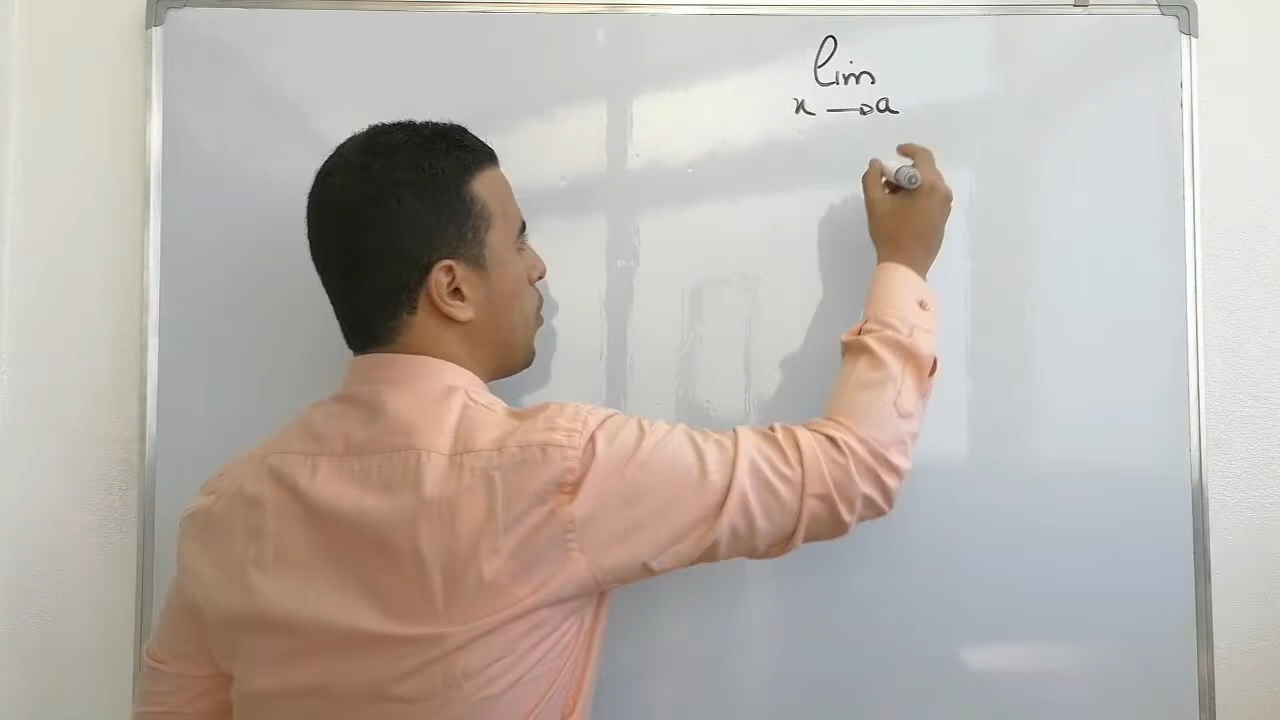 lim
x → a